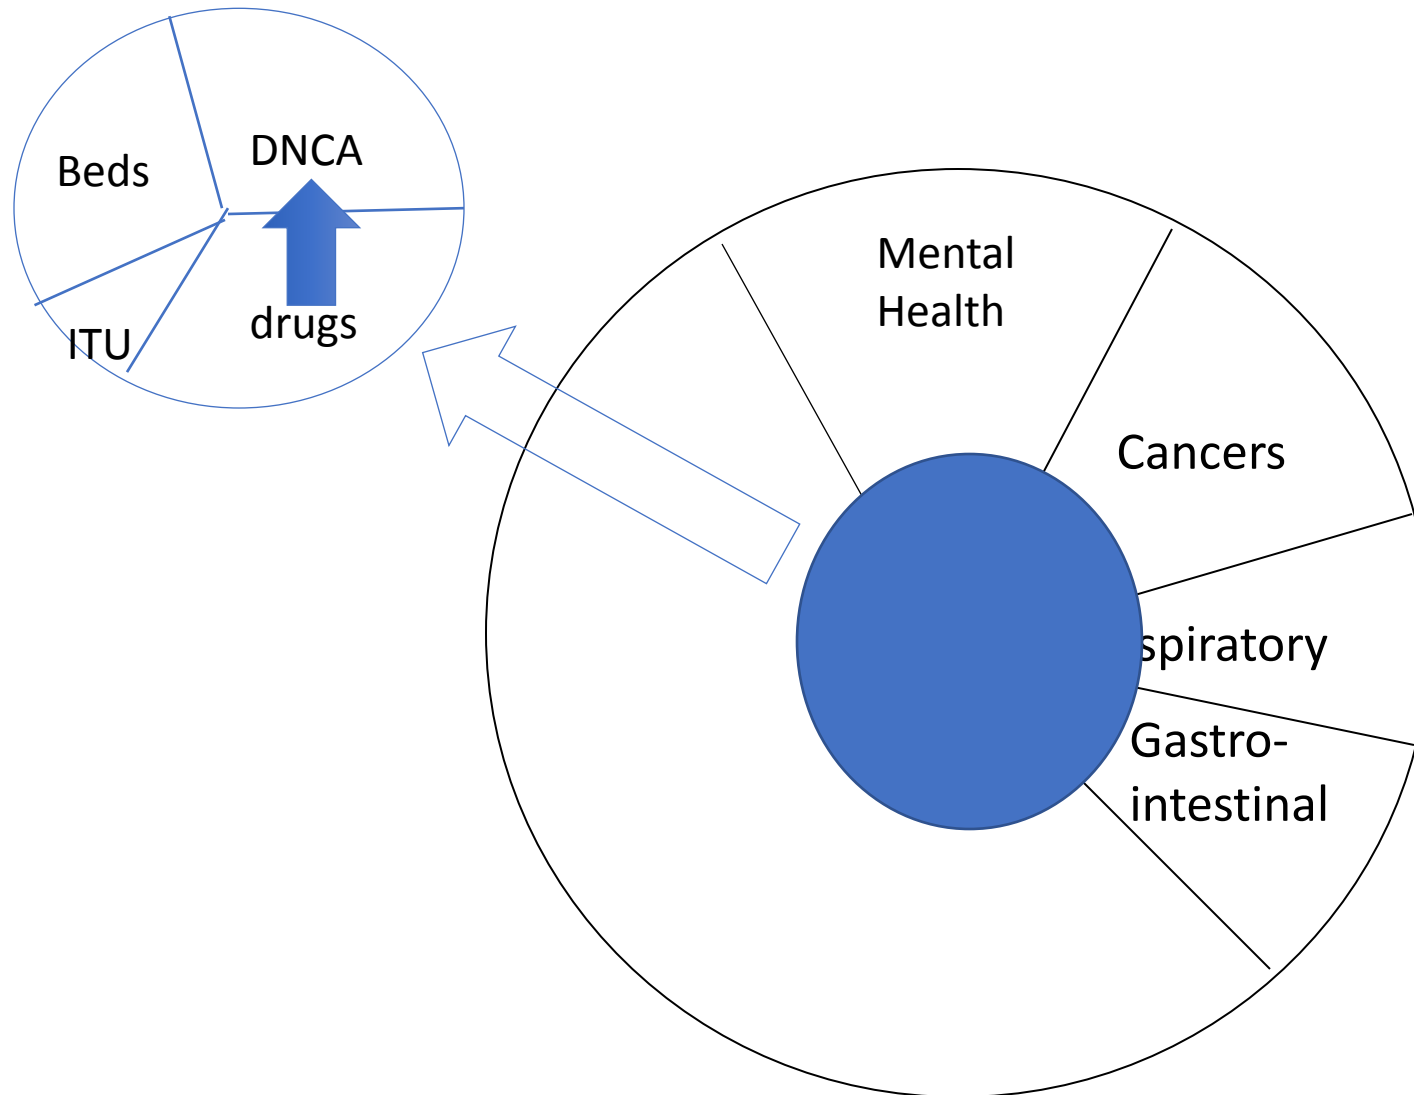 Beds
DNCA
ITU
drugs
Mental
Health
Cancers
spiratory
Gastro-
intestinal